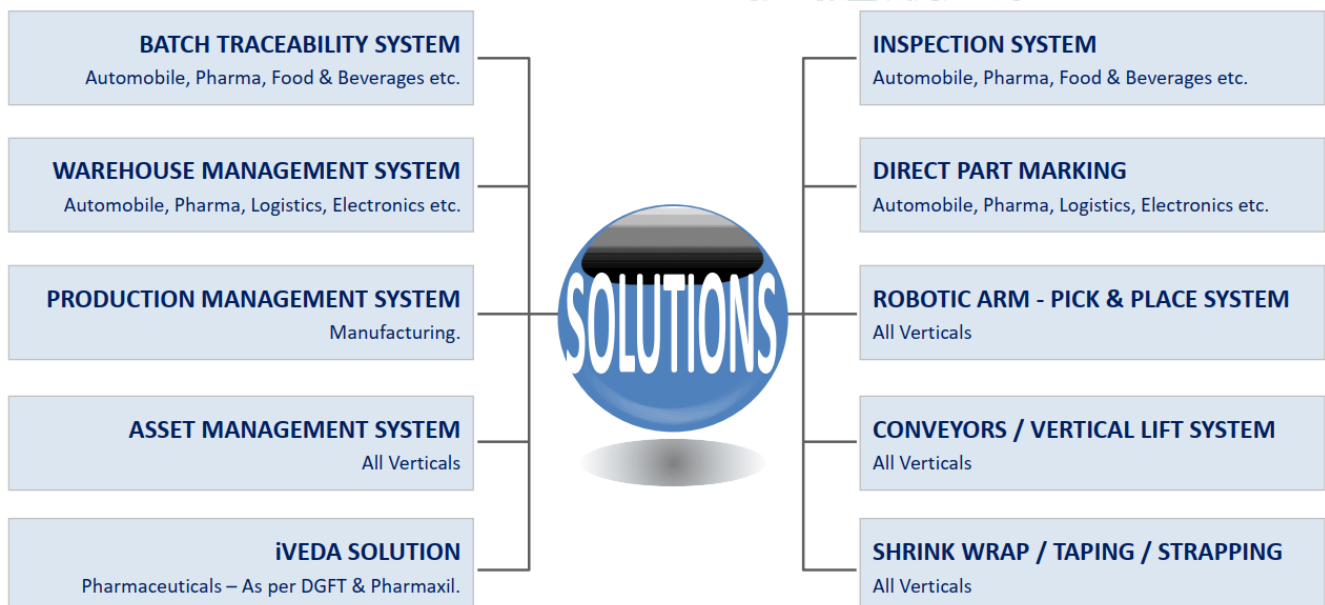 BATCH TRACEABILITY SYSTEM
Automobile, Pharma, Food & Beverages etc.
WAREHOUSE MANAGEMENT SYSTEM
Automobile, Pharma, Logistics, Electronics etc.
PRODUCTION MANAGEMENT SYSTEM
Manufacturing.
ASSET MANAGEMENT SYSTEM
All Verticals
iVEDA SOLUTION
Pharmaceuticals – As per DGFT & Pharmaxil.
SOLUTIONS
INSPECTION SYSTEM
Automobile, Pharma, Food & Beverages etc.
DIRECT PART MARKING
Automobile, Pharma, Logistics, Electronics etc.
ROBOTIC ARM - PICK & PLACE SYSTEM
All Verticals
CONVEYORS / VERTICAL LIFT SYSTEM
All Verticals
SHRINK WRAP / TAPING / STRAPPING
All Verticals